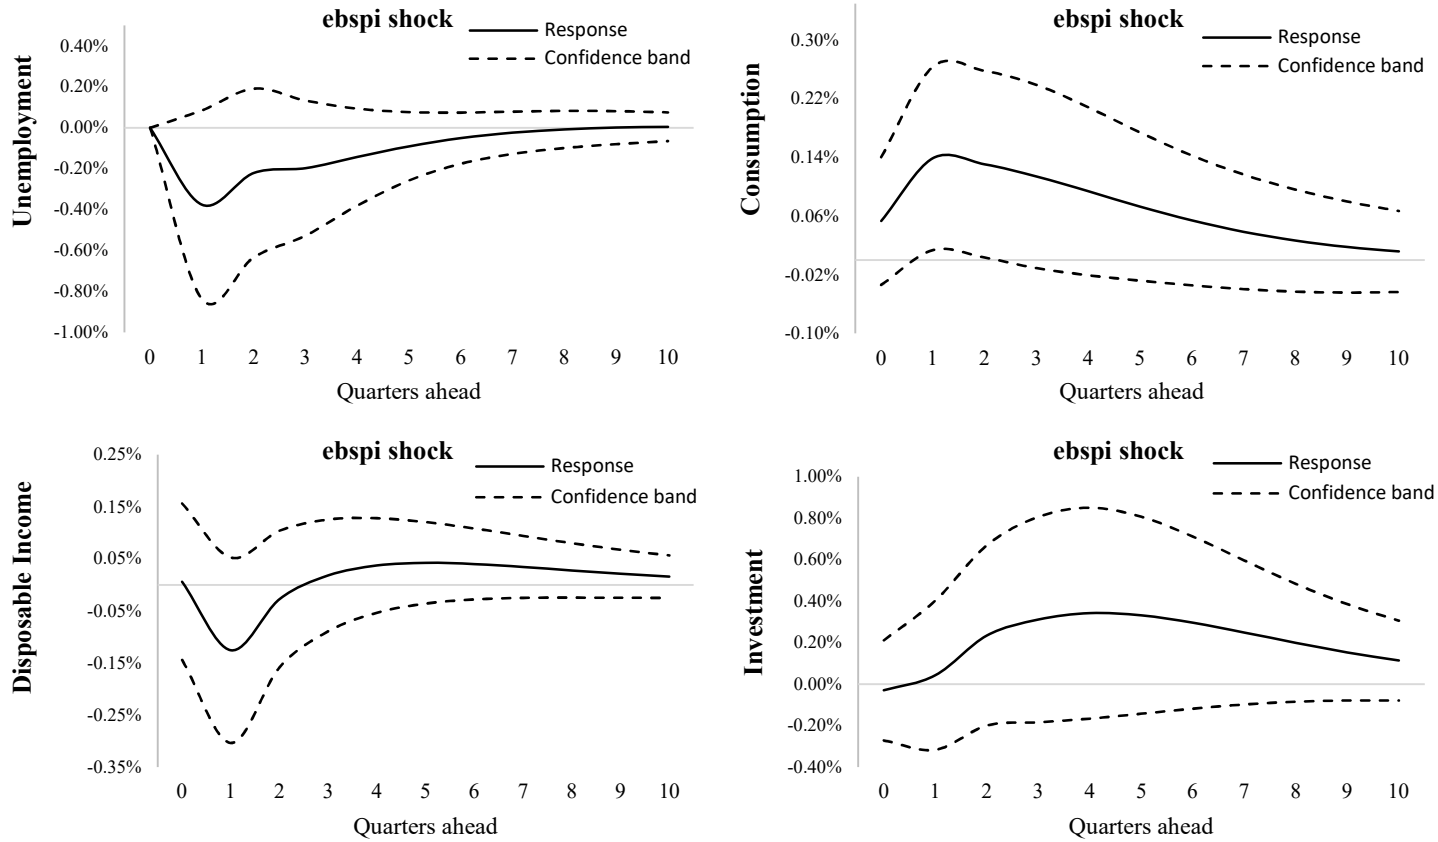 ebspi shock
Response
Confidence band
Unemployment
0.40%
0.20%
0.00%
-0.20%
-0.40%
-0.60%
-0.80%
-1.00%
0 1 2 3 4 5 6 7 8 9 10
Quarters ahead
ebspi shock
Response
Confidence band
Consumption
0.30%
0.22%
0.14%
0.06%
-0.02%
-0.10%
0 1 2 3 4 5 6 7 8 9 10
Quarters ahead
ebspi shock
Response
Confidence band
Disposable Income
0.25%
0.15%
0.05%
-0.05%
-0.15%
-0.25%
-0.35%
0 1 2 3 4 5 6 7 8 9 10
Quarters ahead
ebspi shock
Response
Confidence band
Investment
1.00%
0.80%
0.60%
0.40%
0.20%
0.00%
-0.20%
-0.40%
0 1 2 3 4 5 6 7 8 9 10
Quarters ahead